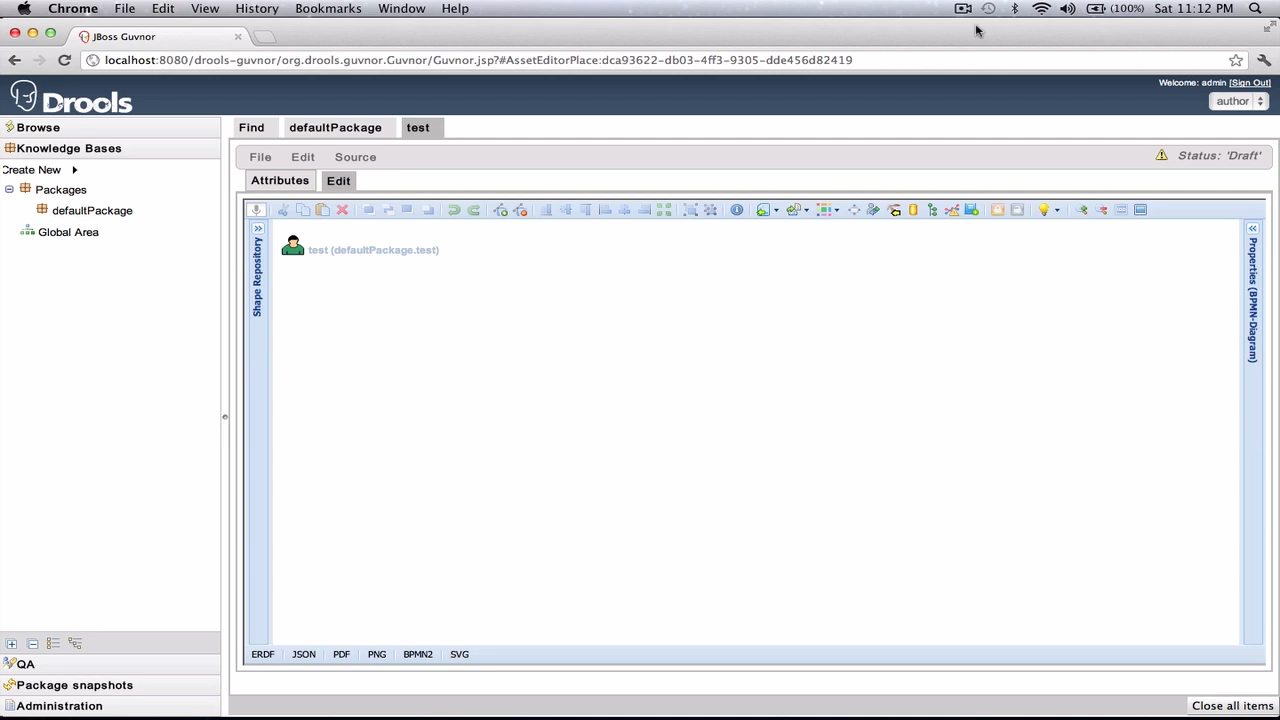 Chrome File Edit View History Bookmarks Window Help (100%) Sat 11:12 PM
JBoss Guvnor
localhost:8080/drools-guvnor/org.drools.guvnor.Guvnor/Guvnor.jsp?#AssetEditorPlace:dca93622-db03-4ff3-9305-dde456d82419
Welcome: admin [Sign Out]
Drools
author
Browse
Knowledge Bases
Create New
Packages
defaultPackage
Global Area
QA
Package snapshots
Administration
Find defaultPackage test
File Edit Source
Status: 'Draft'
Attributes Edit
Shape Repository
test (defaultPackage.test)
Properties (BPMN-Diagram)
ERDF JSON PDF PNG BPMN2 SVG
Close all items